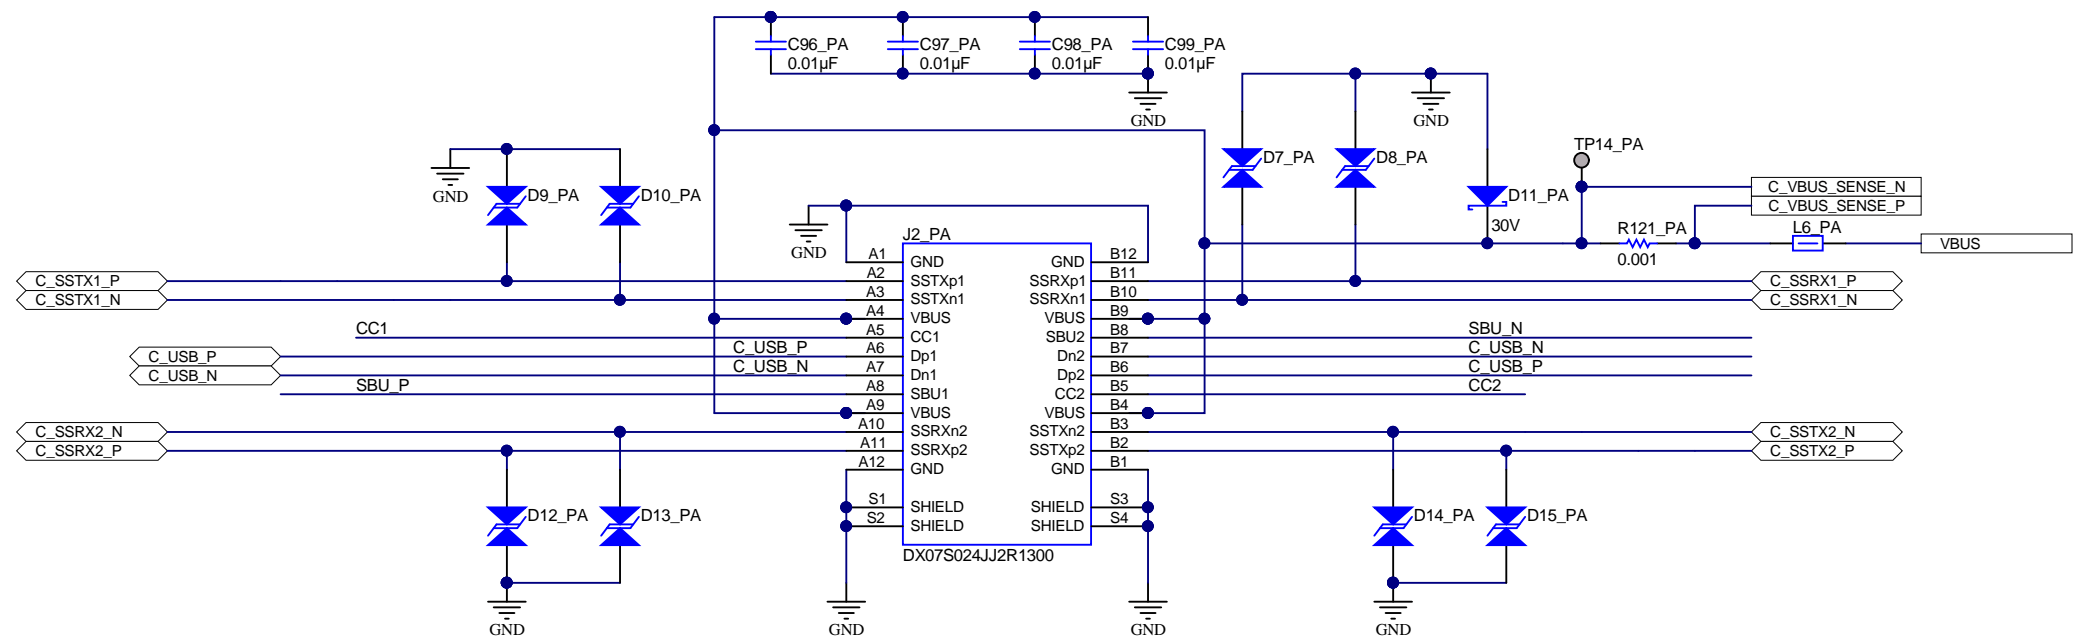 C96_PA
0.01µF
C97_PA
0.01µF
C98_PA
0.01µF
C99_PA
0.01µF
GND
GND
D7_PA
D8_PA
D11_PA
30V
TP14_PA
C_VBUS_SENSE_N
C_VBUS_SENSE_P
R121_PA
0.001
L6_PA
VBUS
GND
D9_PA
D10_PA
GND
J2_PA
A1 GND GND B12
C_SSTX1_P A2 SSTXp1 SSRXp1 B11 C_SSRX1_P
C_SSTX1_N A3 SSTXn1 SSRXn1 B10 C_SSRX1_N
A4 VBUS VBUS B9
CC1 A5 CC1 SBU2 B8 SBU_N
C_USB_P C_USB_P A6 Dp1 Dn2 B7 C_USB_N
C_USB_N C_USB_N A7 Dn1 Dp2 B6 C_USB_P
SBU_P A8 SBU1 CC2 B5 CC2
A9 VBUS VBUS B4
C_SSRX2_N A10 SSRXn2 SSTXn2 B3 C_SSTX2_N
C_SSRX2_P A11 SSRXp2 SSTXp2 B2 C_SSTX2_P
A12 GND GND B1
S1 SHIELD SHIELD S3
S2 SHIELD SHIELD S4
DX07S024JJ2R1300
D12_PA
D13_PA
D14_PA
D15_PA
GND
GND
GND
GND